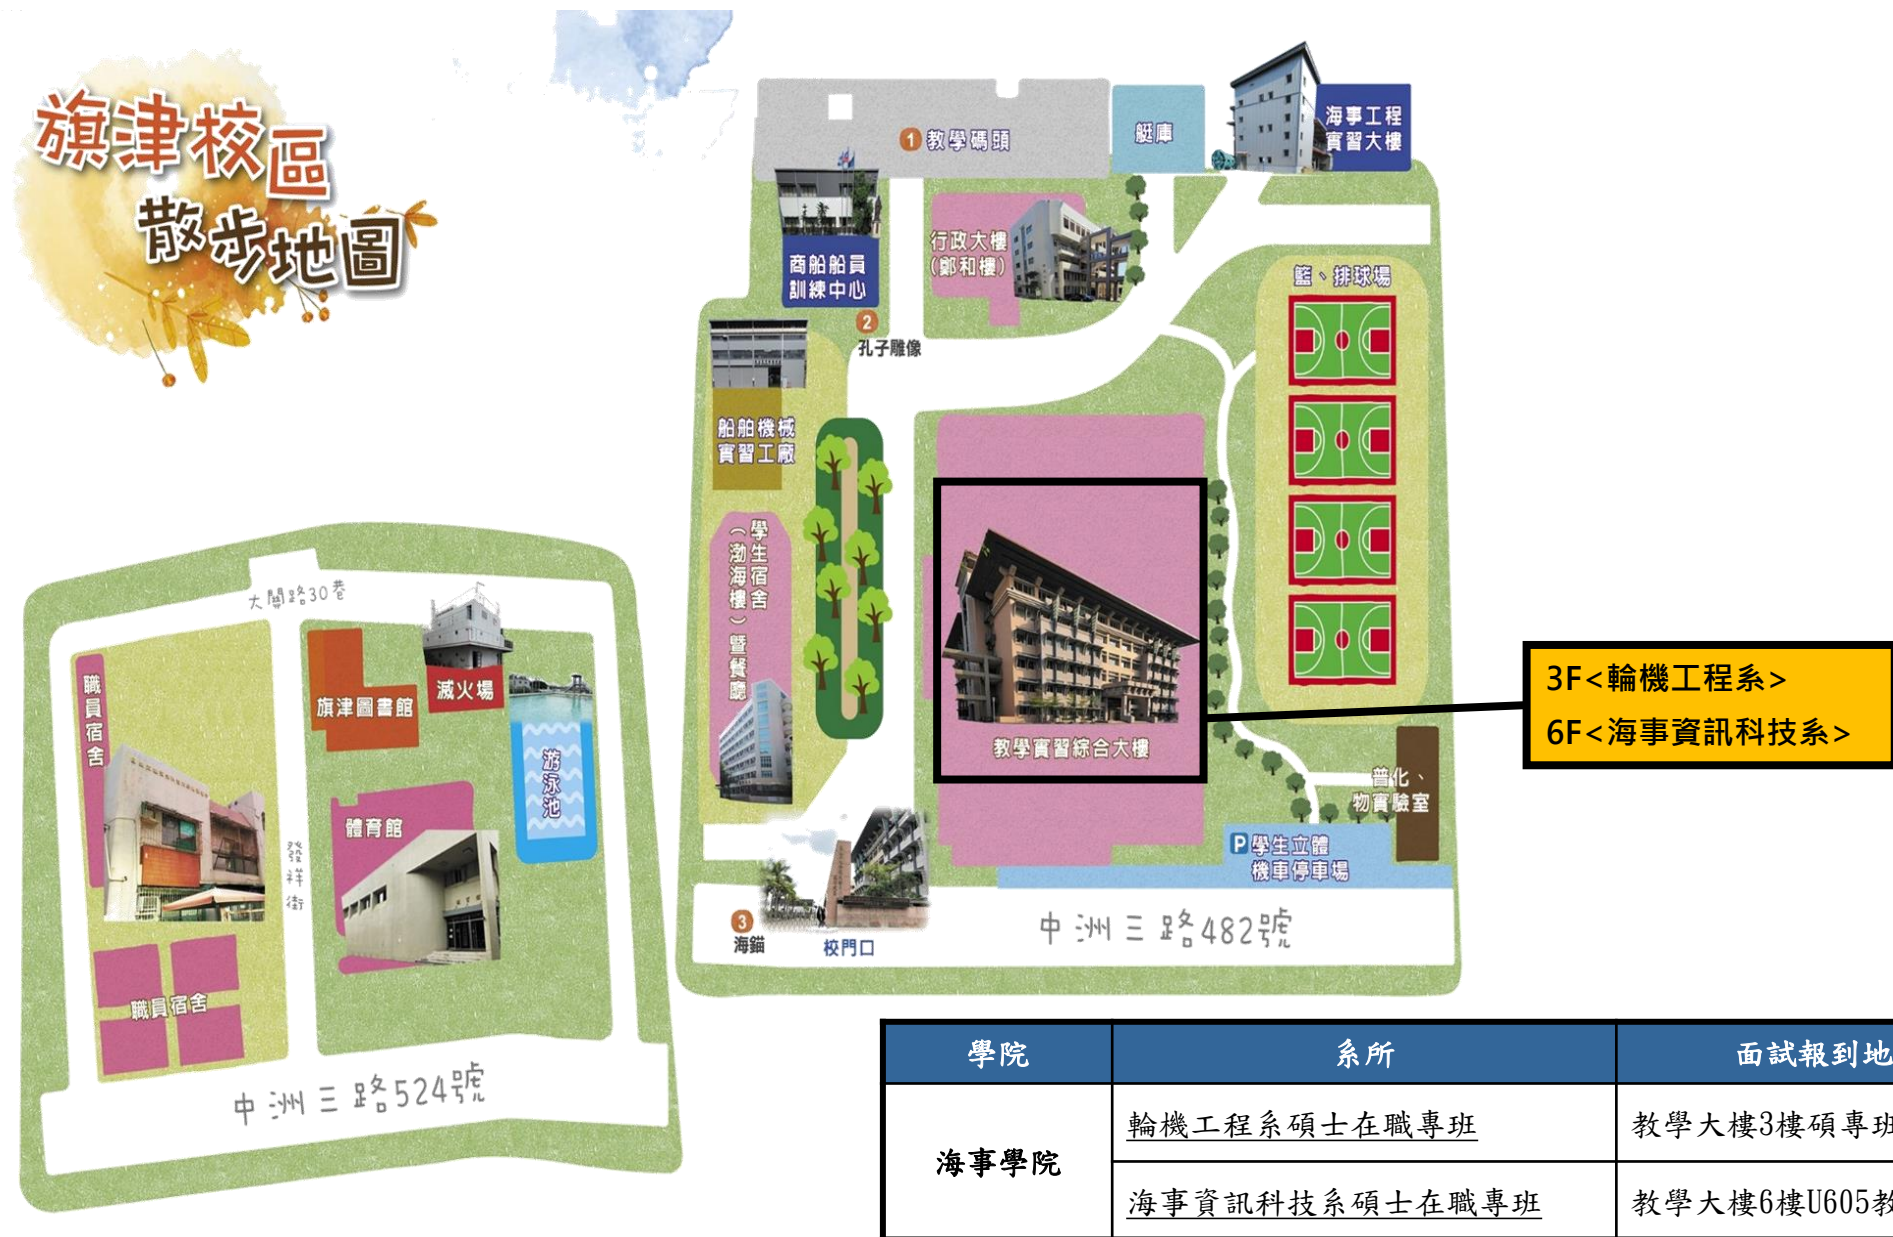 旗津校區
散步地圖
1 教學碼頭
艇庫
海事工程
實習大樓
商船船員
訓練中心
行政大樓
(鄭和樓)
2
孔子雕像
籃、排球場
船舶機械
實習工廠
學生宿舍
(渤海樓)暨餐廳
教學實習綜合大樓
3F<輪機工程系>
6F<海事資訊科技系>
普化、
物實驗室
P學生立體
機車停車場
3
海錨
校門口
中洲三路482號
大關路30巷
職員宿舍
旗津圖書館
滅火場
游泳池
體育館
發祥街
職員宿舍
中洲三路524號
學院 系所 面試報到地
海事學院
輪機工程系碩士在職專班 教學大樓3樓碩專班
海事資訊科技系碩士在職專班 教學大樓6樓U605教